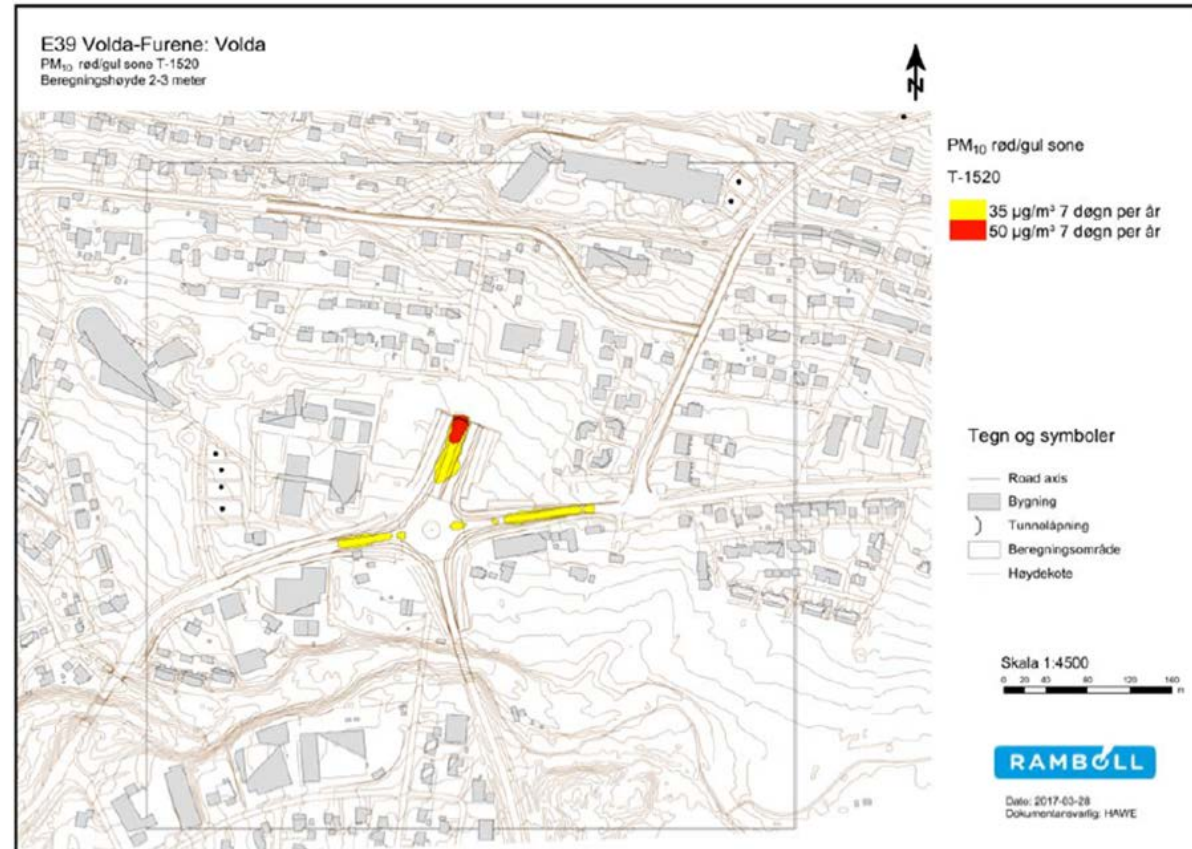 E39 Volda-Furene: Volda
PM₁₀ rød/gul sone T-1520
Beregningshøyde 2-3 meter
N
PM₁₀ rød/gul sone
T-1520
35 µg/m³ 7 døgn per år
50 µg/m³ 7 døgn per år
Tegn og symboler
Road axis
Bygning
Tunnelåpning
Beregningsområde
Høydekote
Skala 1:4500
0 20 40 80 120 160
m
RAMBOLL
Dato: 2017-03-28
Dokumentansvarlig: HAWE